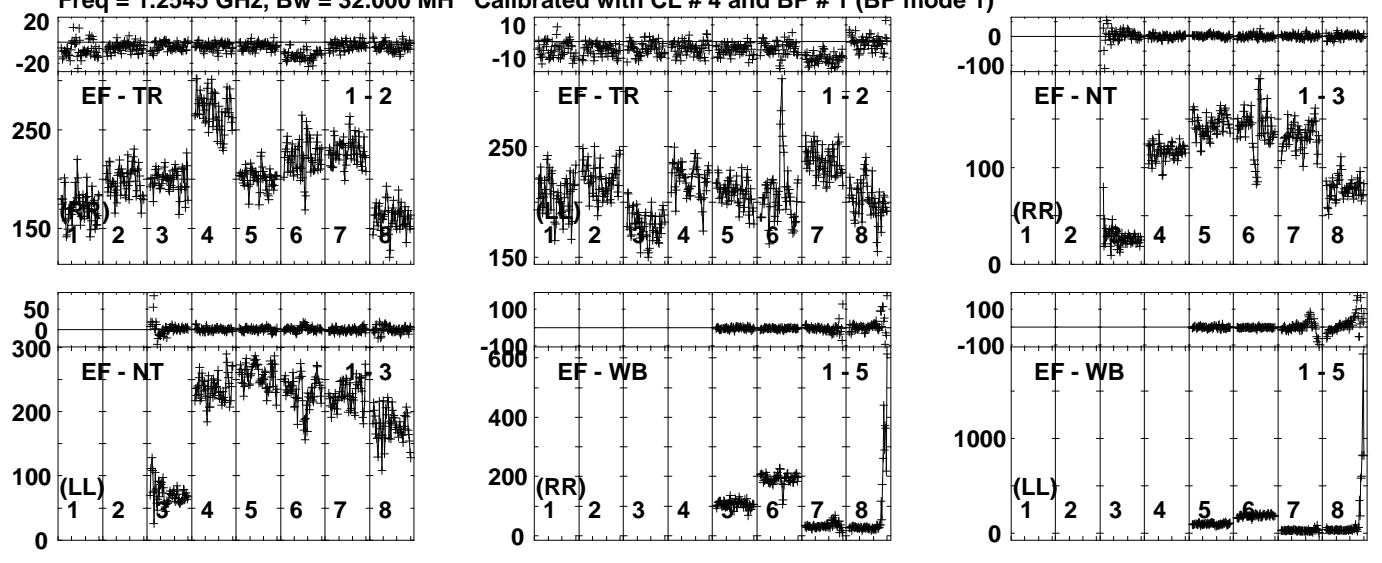 Freq = 1.2545 GHz, Bw = 32.000 MH Calibrated with CL # 4 and BP # 1 (BP mode 1)
20
-20
EF - TR 1 - 2
250
150
(RR)
1 2 3 4 5 6 7 8
10
-10
EF - TR 1 - 2
250
150
(LL)
1 2 3 4 5 6 7 8
0
-100
EF - NT 1 - 3
100
0
(RR)
1 2 3 4 5 6 7 8
50
0
300
EF - NT 1 - 3
200
100
0
(LL)
1 2 3 4 5 6 7 8
100
-100
600
EF - WB 1 - 5
400
200
0
(RR)
1 2 3 4 5 6 7 8
100
-100
EF - WB 1 - 5
1000
0
(LL)
1 2 3 4 5 6 7 8